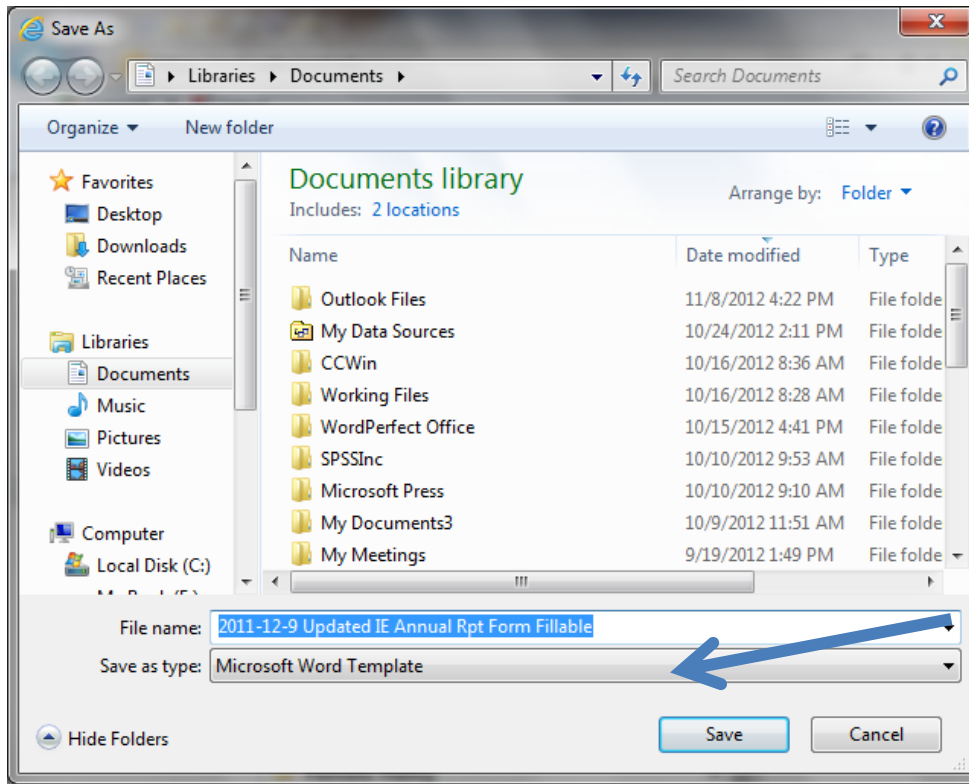 Save As
Libraries Documents
Search Documents
Organize New folder
Favorites
Desktop
Downloads
Recent Places
Libraries
Documents
Music
Pictures
Videos
Computer
Local Disk (C:)
Documents library
Includes: 2 locations
Arrange by: Folder
Name Date modified Type
Outlook Files 11/8/2012 4:22 PM File folde
My Data Sources 10/24/2012 2:11 PM File folde
CCWin 10/16/2012 8:36 AM File folde
Working Files 10/16/2012 8:28 AM File folde
WordPerfect Office 10/15/2012 4:41 PM File folde
SPSSInc 10/10/2012 9:53 AM File folde
Microsoft Press 10/10/2012 9:10 AM File folde
My Documents3 10/9/2012 11:51 AM File folde
My Meetings 9/19/2012 1:49 PM File folde
File name: 2011-12-9 Updated IE Annual Rpt Form Fillable
Save as type: Microsoft Word Template
Hide Folders Save Cancel